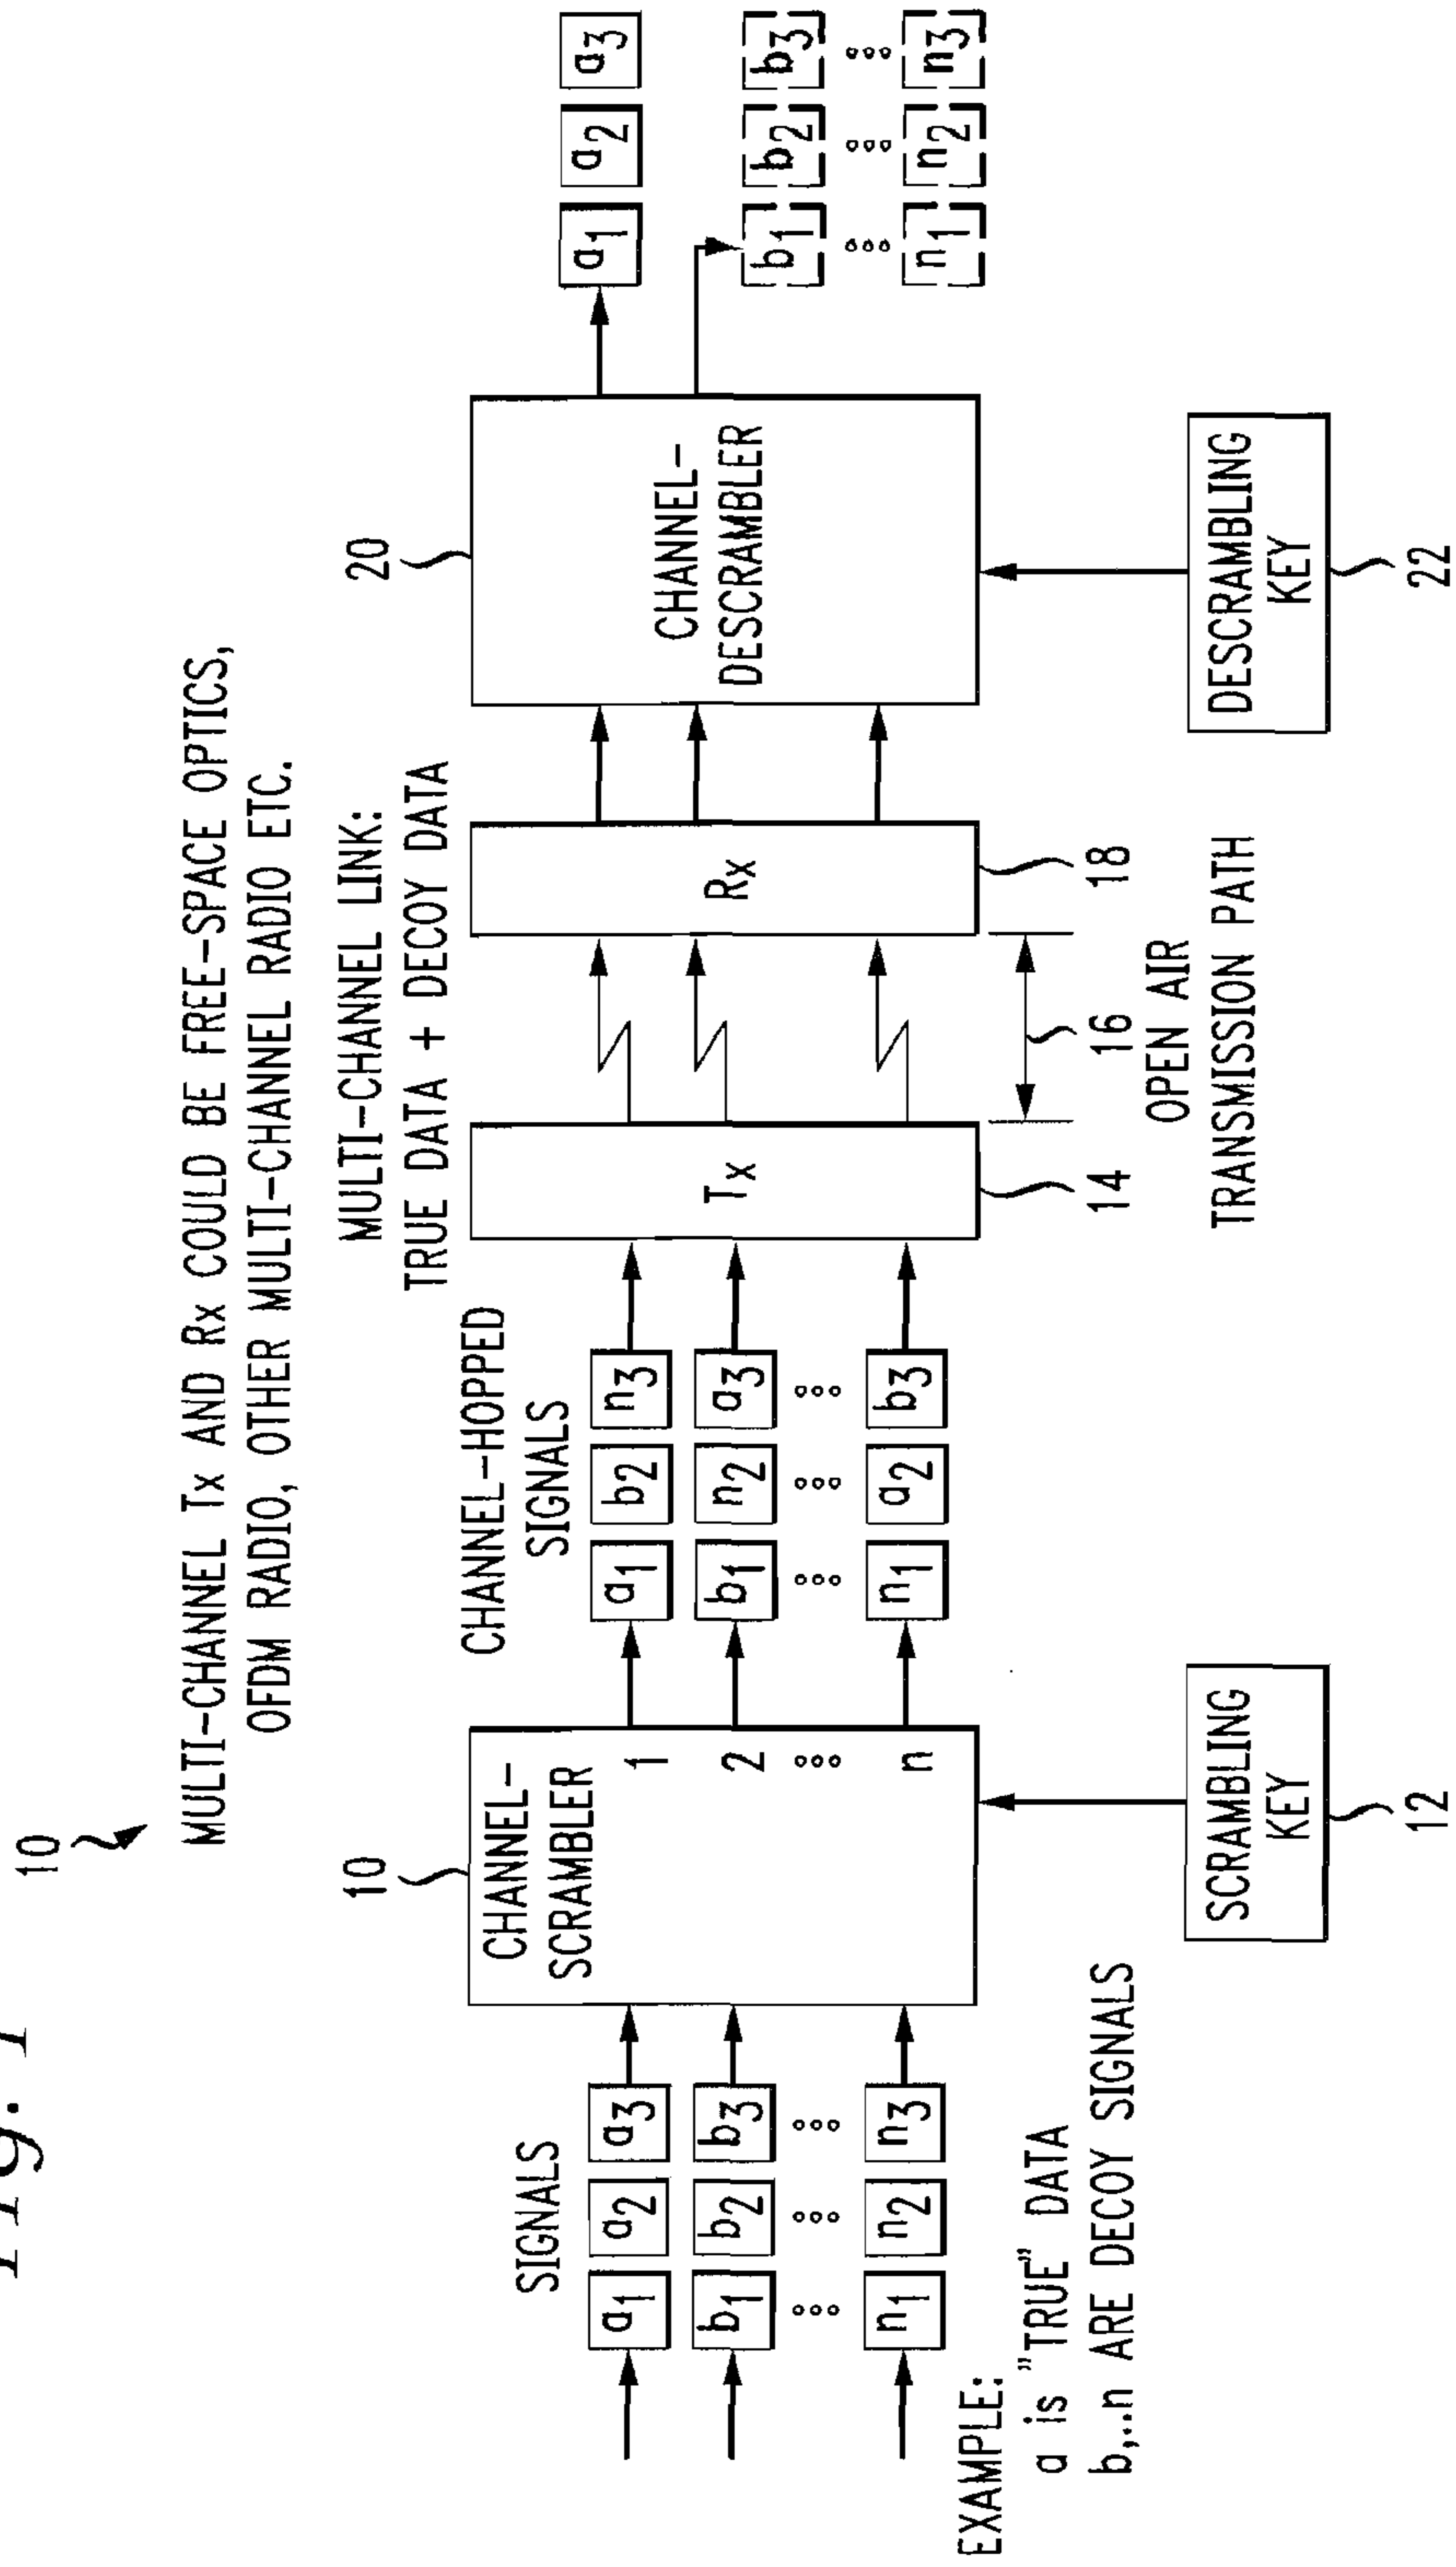 Fig. 1
10
MULTI-CHANNEL Tx AND Rx COULD BE FREE-SPACE OPTICS,
OFDM RADIO, OTHER MULTI-CHANNEL RADIO ETC.
MULTI-CHANNEL LINK:
TRUE DATA + DECOY DATA
SIGNALS
a1 a2 a3
b1 b2 b3
n1 n2 n3
EXAMPLE:
a is "TRUE" DATA
b,..n ARE DECOY SIGNALS
10
CHANNEL-
SCRAMBLER
1
2
n
SCRAMBLING
KEY
12
CHANNEL-HOPPED
SIGNALS
a1 b2 n3
b1 n2 a3
n1 a2 b3
Tx
14
16
OPEN AIR
TRANSMISSION PATH
Rx
18
20
CHANNEL-
DESCRAMBLER
DESCRAMBLING
KEY
22
a1 a2 a3
b1 b2 b3
n1 n2 n3